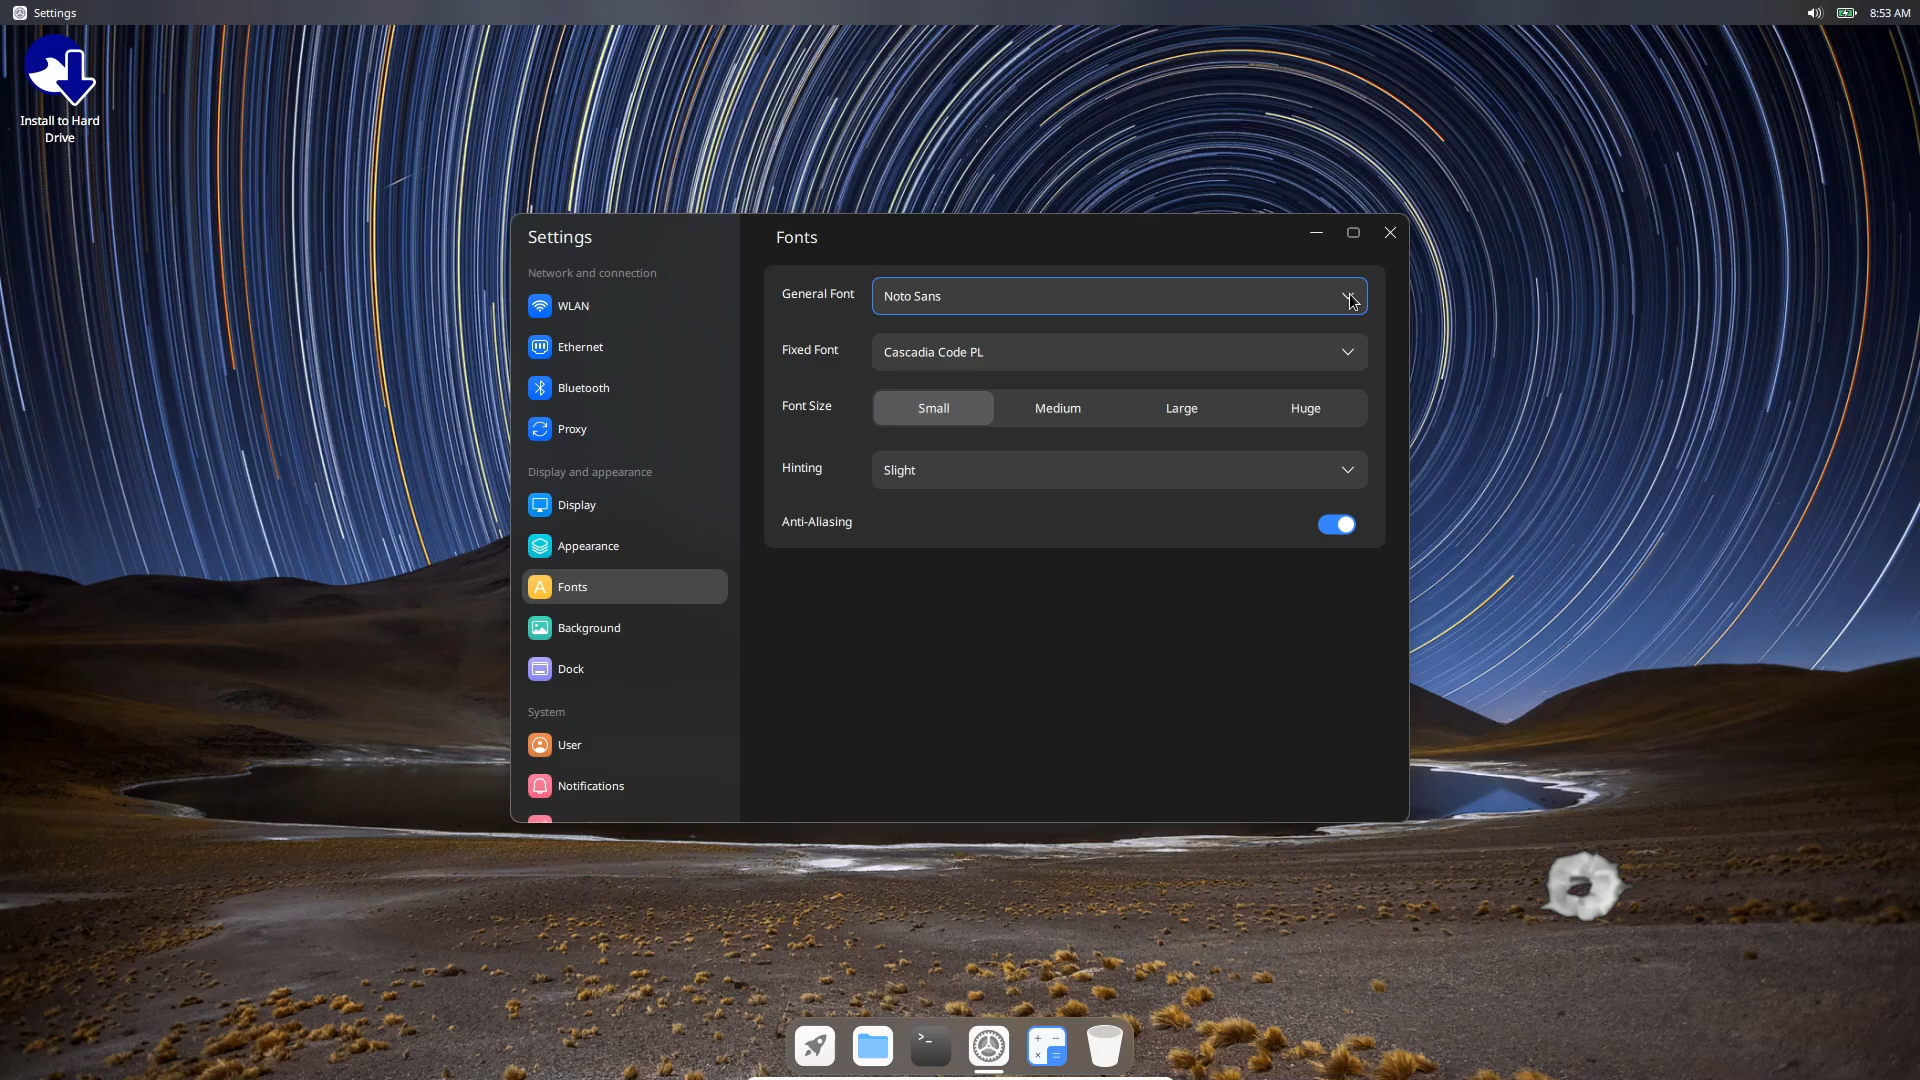 Settings
8:53 AM
Install to Hard
Drive
Settings
Network and connection
WLAN
Ethernet
Bluetooth
Proxy
Display and appearance
Display
Appearance
Fonts
Background
Dock
System
User
Notifications
Fonts
General Font
Noto Sans
Fixed Font
Cascadia Code PL
Font Size
Small
Medium
Large
Huge
Hinting
Slight
Anti-Aliasing